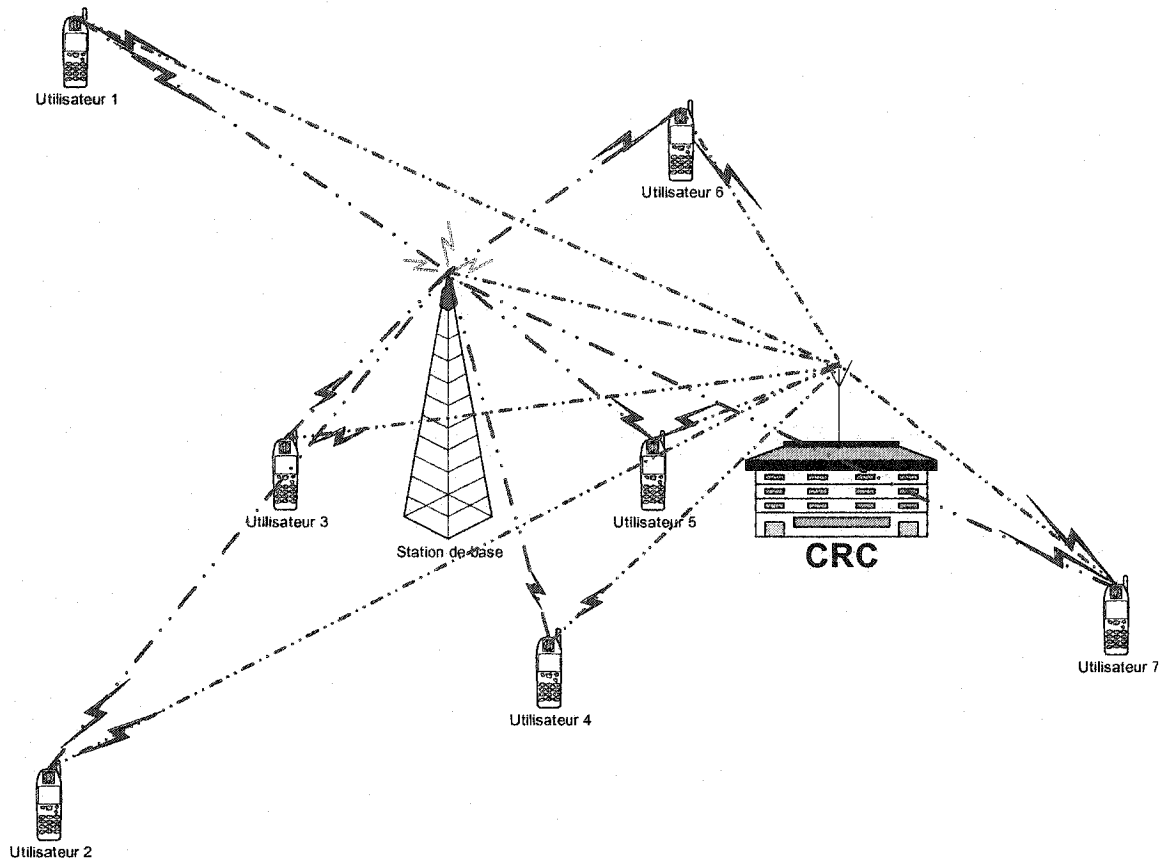 Utilisateur 1
Utilisateur 6
Utilisateur 3
Utilisateur 5
Station de base
CRC
Utilisateur 7
Utilisateur 4
Utilisateur 2